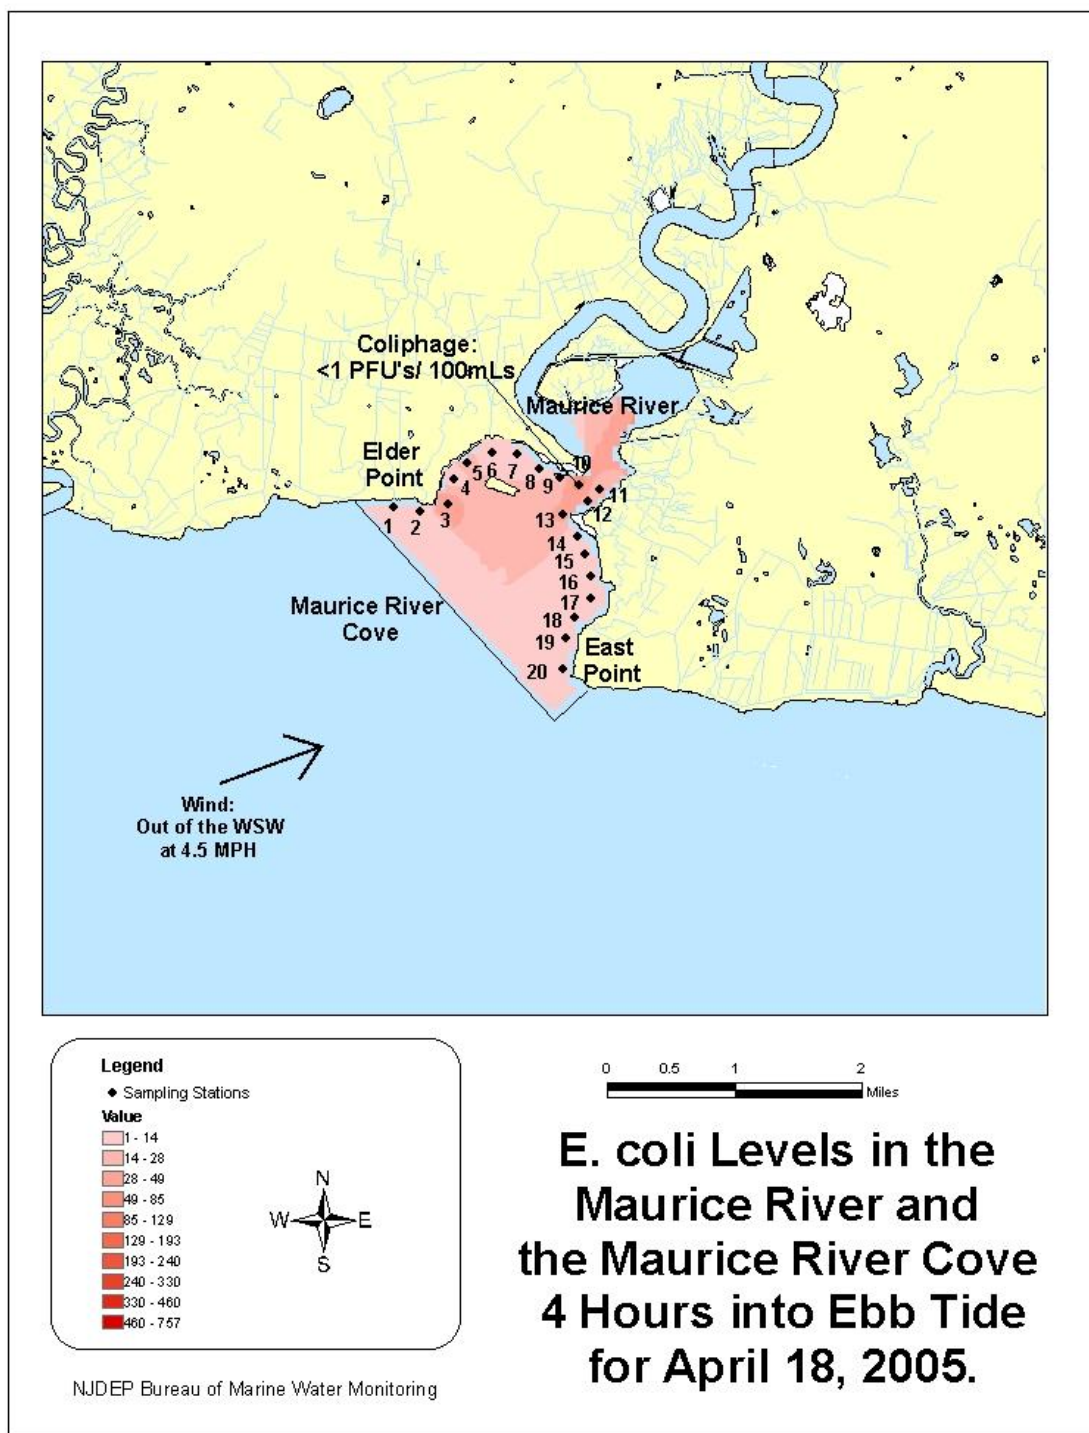 Coliphage:
<1 PFU's/ 100mLs
Maurice River
Elder
Point
1
2
3
4
5
6
7
8
9
10
11
12
13
14
15
16
17
18
19
20
Maurice River
Cove
East
Point
Wind:
Out of the WSW
at 4.5 MPH
Legend
Sampling Stations
Value
1 - 14
14 - 28
28 - 49
49 - 85
85 - 129
129 - 193
193 - 240
240 - 330
330 - 460
460 - 757
N
W E
S
0 0.5 1 2
Miles
E. coli Levels in the
Maurice River and
the Maurice River Cove
4 Hours into Ebb Tide
for April 18, 2005.
NJDEP Bureau of Marine Water Monitoring